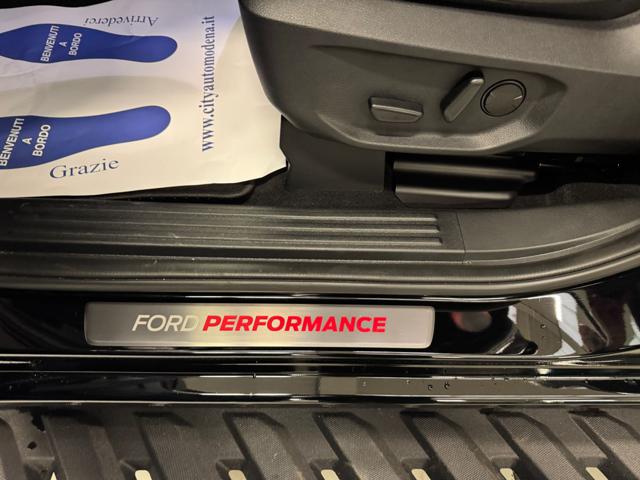 Arrivederci
BENVENUTI
A
BORDO
www.cityautomodena.it
BENVENUTI
A
BORDO
Grazie
FORD PERFORMANCE